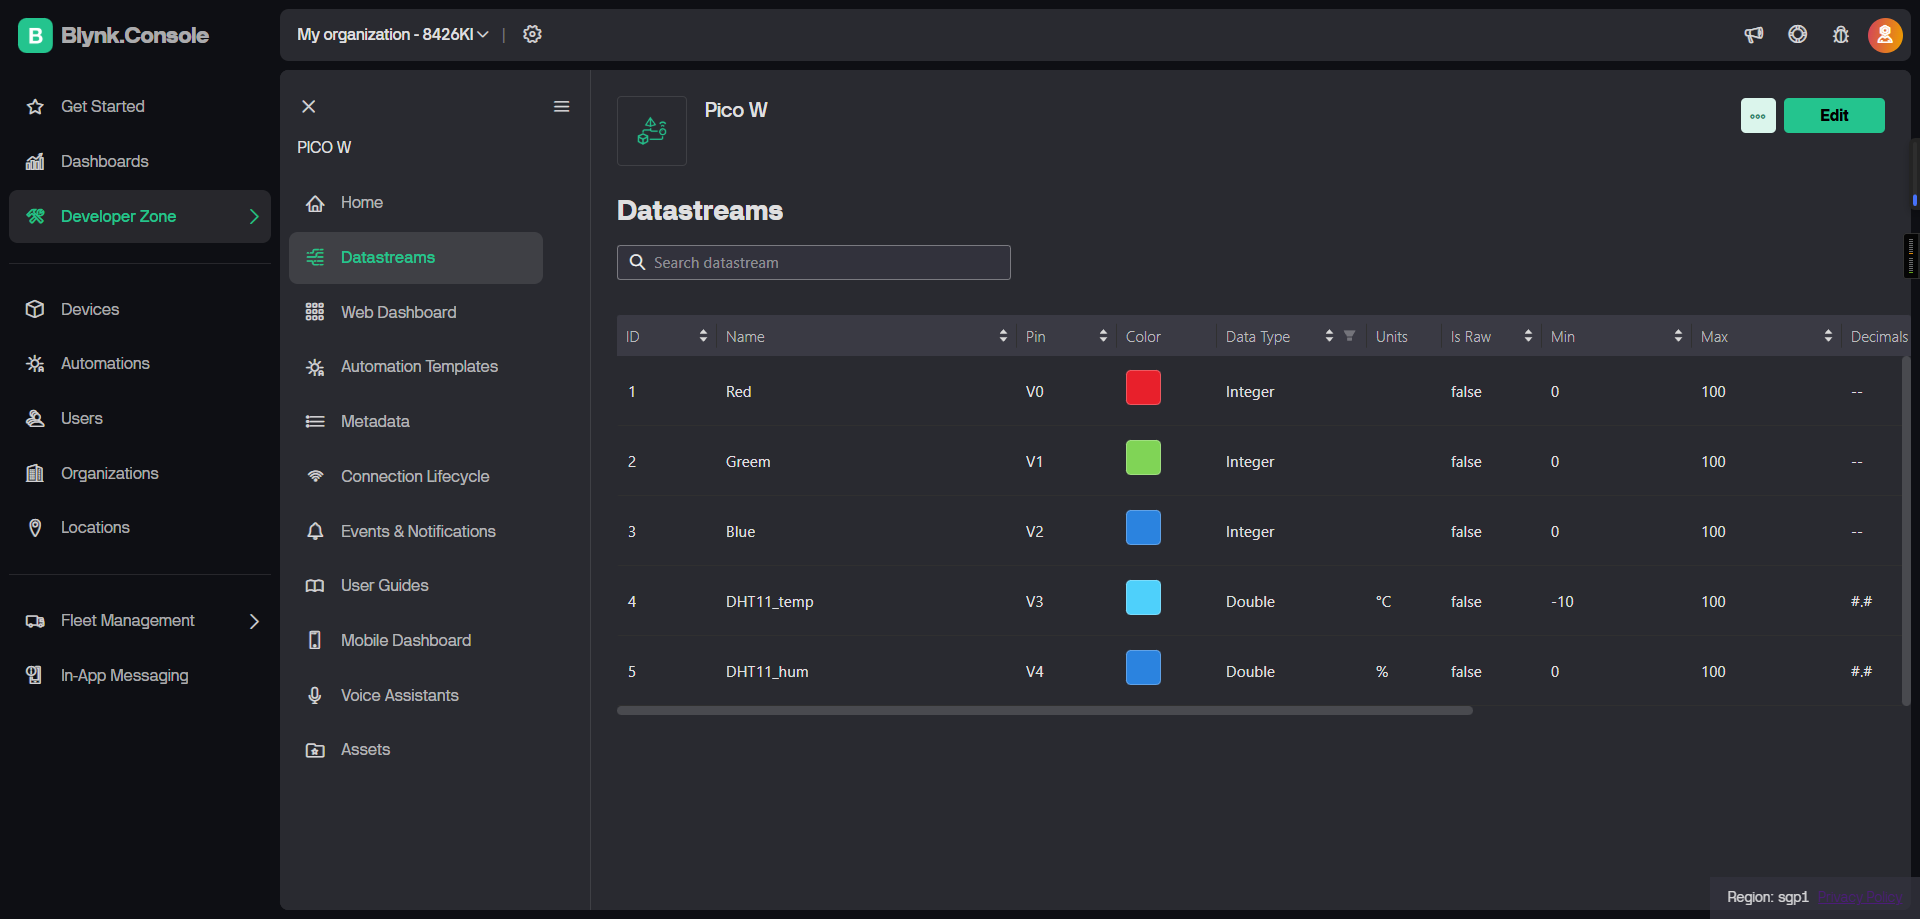 B Blynk.Console
My organization - 8426KI
Get Started
Dashboards
Developer Zone
Devices
Automations
Users
Organizations
Locations
Fleet Management
In-App Messaging
PICO W
Home
Datastreams
Web Dashboard
Automation Templates
Metadata
Connection Lifecycle
Events & Notifications
User Guides
Mobile Dashboard
Voice Assistants
Assets
Pico W
Edit
Datastreams
Search datastream
ID Name Pin Color Data Type Units Is Raw Min Max Decimals
1 Red V0 Integer false 0 100 --
2 Greem V1 Integer false 0 100 --
3 Blue V2 Integer false 0 100 --
4 DHT11_temp V3 Double °C false -10 100 #.#
5 DHT11_hum V4 Double % false 0 100 #.#
Region: sgp1 Privacy Policy